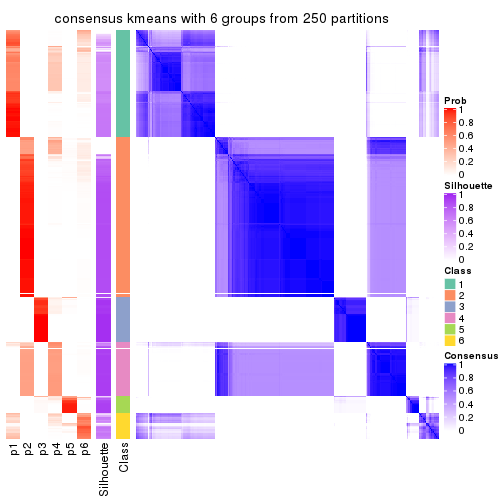 consensus kmeans with 6 groups from 250 partitions
Prob
1
0.8
0.6
0.4
0.2
0
Silhouette
1
0.8
0.6
0.4
0.2
0
Class
1
2
3
4
5
6
Consensus
1
0.8
0.6
0.4
0.2
0
p1
p2
p3
p4
p5
p6
Silhouette
Class